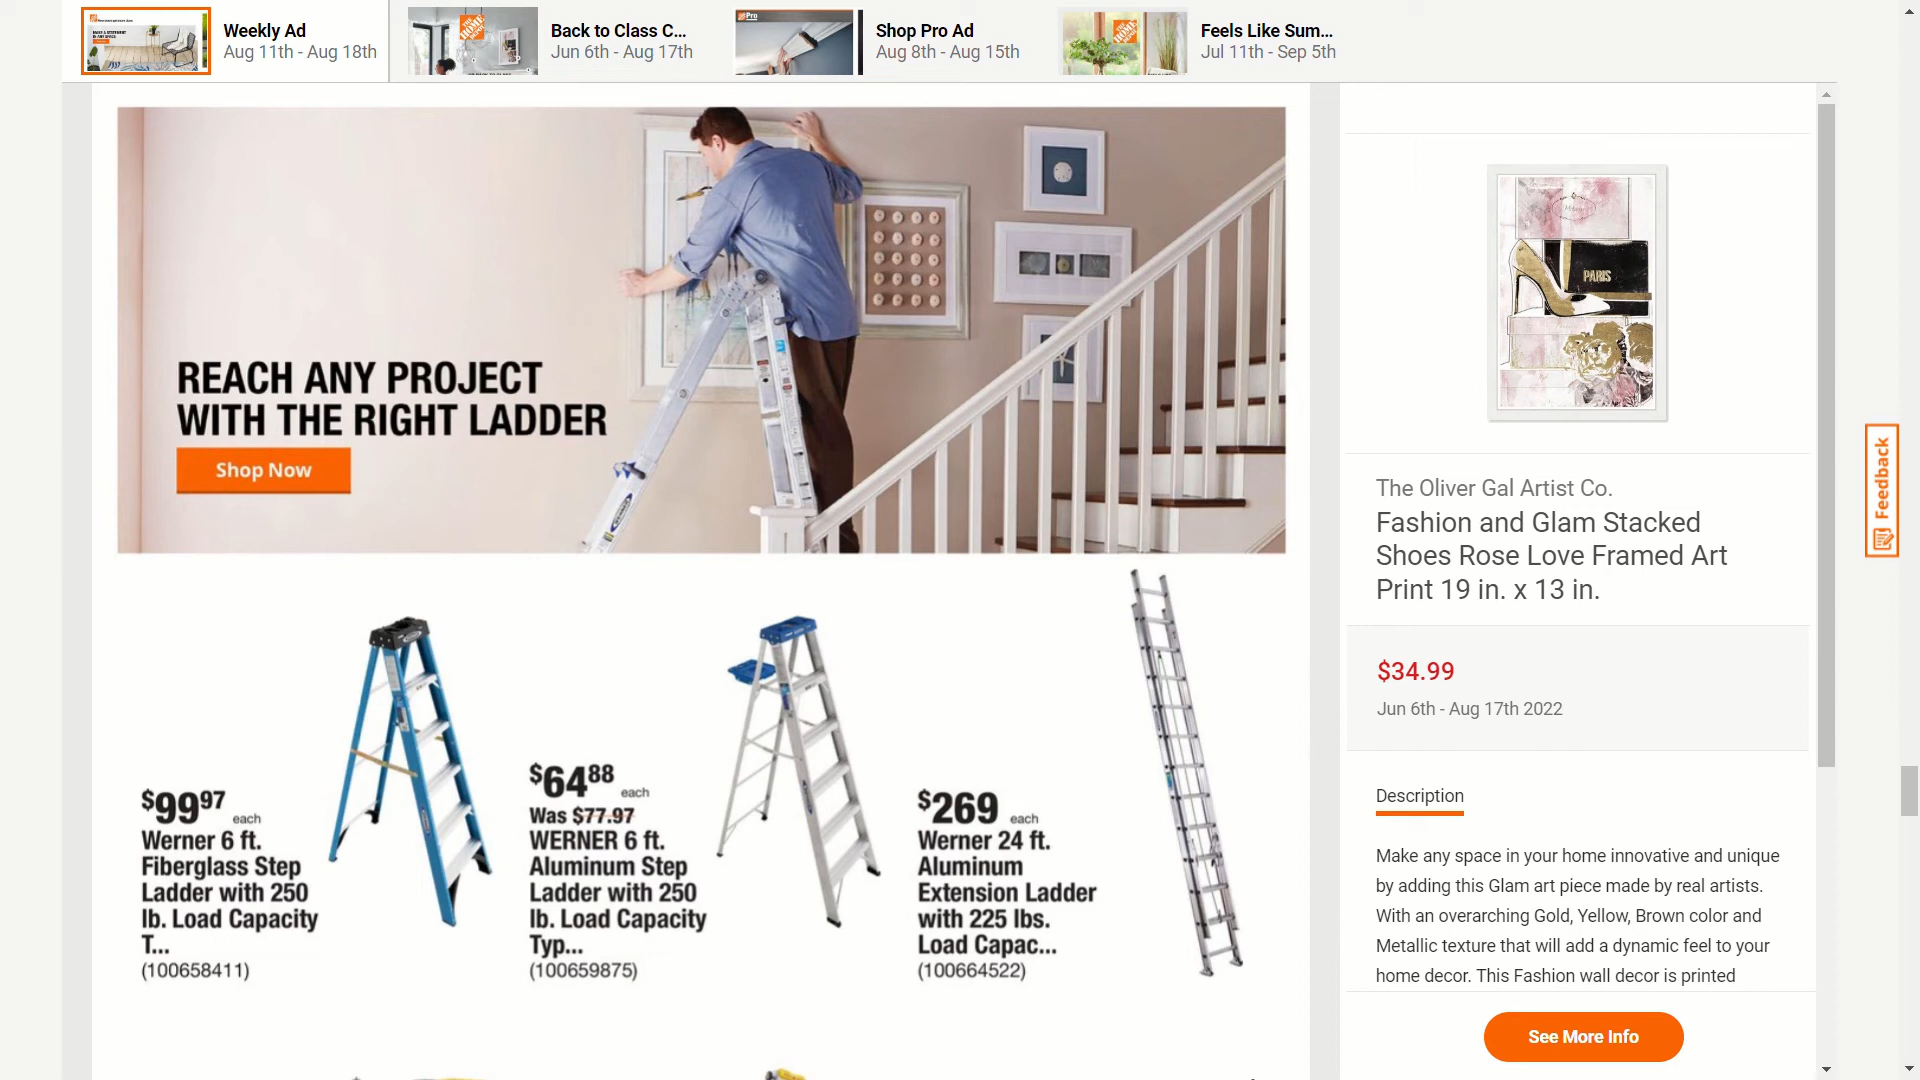 Weekly Ad
Aug 11th - Aug 18th
Back to Class C...
Jun 6th - Aug 17th
Shop Pro Ad
Aug 8th - Aug 15th
Feels Like Sum...
Jul 11th - Sep 5th
REACH ANY PROJECT
WITH THE RIGHT LADDER
Shop Now
$99 97 each
Werner 6 ft.
Fiberglass Step
Ladder with 250
lb. Load Capacity
T...
(100658411)
$64 88 each
Was $77.97
WERNER 6 ft.
Aluminum Step
Ladder with 250
lb. Load Capacity
Typ...
(100659875)
$269 each
Werner 24 ft.
Aluminum
Extension Ladder
with 225 lbs.
Load Capac...
(100664522)
PARIS
The Oliver Gal Artist Co.
Fashion and Glam Stacked
Shoes Rose Love Framed Art
Print 19 in. x 13 in.
$34.99
Jun 6th - Aug 17th 2022
Description
Make any space in your home innovative and unique
by adding this Glam art piece made by real artists.
With an overarching Gold, Yellow, Brown color and
Metallic texture that will add a dynamic feel to your
home decor. This Fashion wall decor is printed
See More Info
Feedback